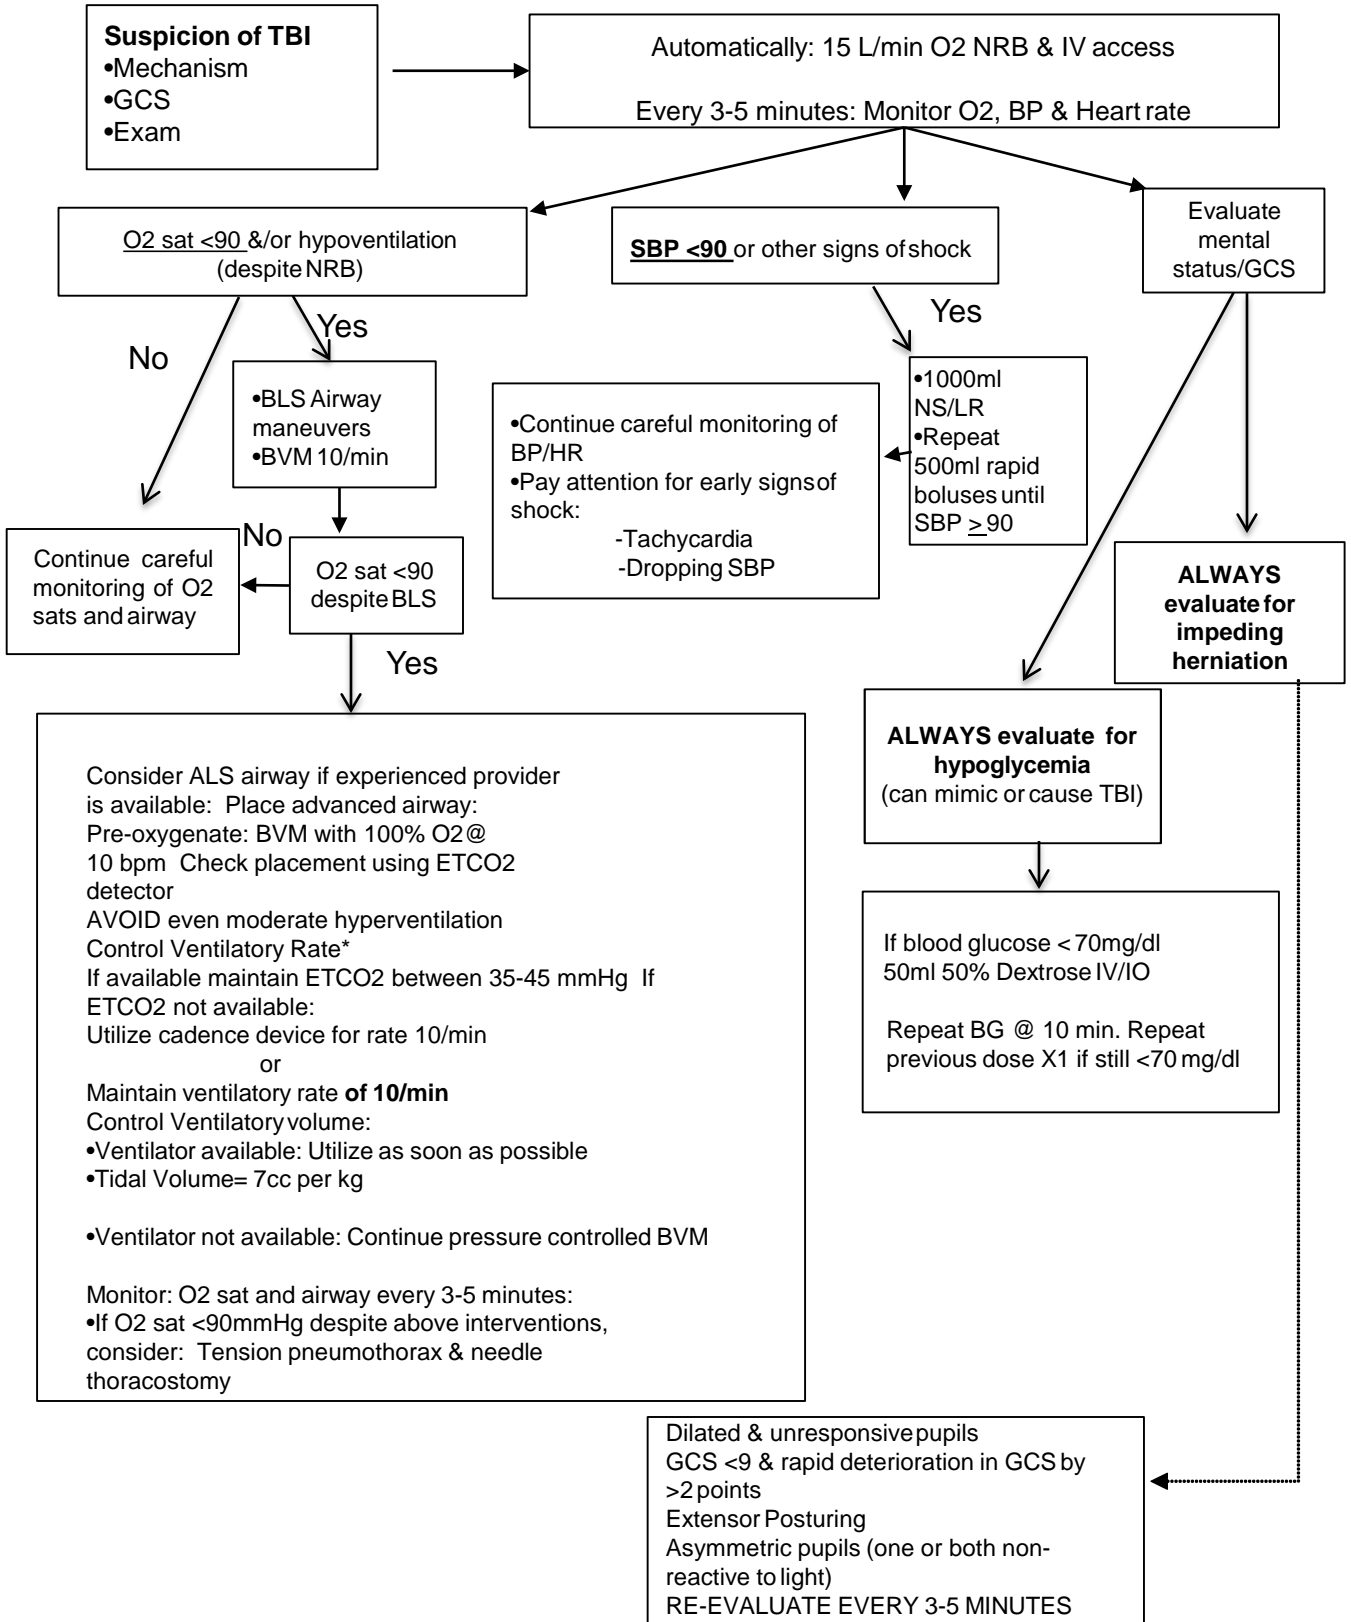 Suspicion of TBI
•Mechanism
•GCS
•Exam
Automatically: 15 L/min O2 NRB & IV access
Every 3-5 minutes: Monitor O2, BP & Heart rate
O2 sat <90 &/or hypoventilation
(despite NRB)
SBP <90 or other signs of shock
Evaluate
mental
status/GCS
No
Yes
Yes
•BLS Airway
maneuvers
•BVM 10/min
•Continue careful monitoring of
BP/HR
•Pay attention for early signs of
shock:
-Tachycardia
-Dropping SBP
•1000ml
NS/LR
•Repeat
500ml rapid
boluses until
SBP ≥ 90
No
Continue careful
monitoring of O2
sats and airway
O2 sat <90
despite BLS
Yes
ALWAYS
evaluate for
impeding
herniation
ALWAYS evaluate for
hypoglycemia
(can mimic or cause TBI)
Consider ALS airway if experienced provider
is available: Place advanced airway:
Pre-oxygenate: BVM with 100% O2@
10 bpm Check placement using ETCO2
detector
AVOID even moderate hyperventilation
Control Ventilatory Rate*
If available maintain ETCO2 between 35-45 mmHg If
ETCO2 not available:
Utilize cadence device for rate 10/min
or
Maintain ventilatory rate of 10/min
Control Ventilatory volume:
•Ventilator available: Utilize as soon as possible
•Tidal Volume= 7cc per kg
•Ventilator not available: Continue pressure controlled BVM
Monitor: O2 sat and airway every 3-5 minutes:
•If O2 sat <90mmHg despite above interventions,
consider: Tension pneumothorax & needle
thoracostomy
If blood glucose <70mg/dl
50ml 50% Dextrose IV/IO
Repeat BG @ 10 min. Repeat
previous dose X1 if still <70 mg/dl
Dilated & unresponsive pupils
GCS <9 & rapid deterioration in GCS by
>2 points
Extensor Posturing
Asymmetric pupils (one or both non-
reactive to light)
RE-EVALUATE EVERY 3-5 MINUTES